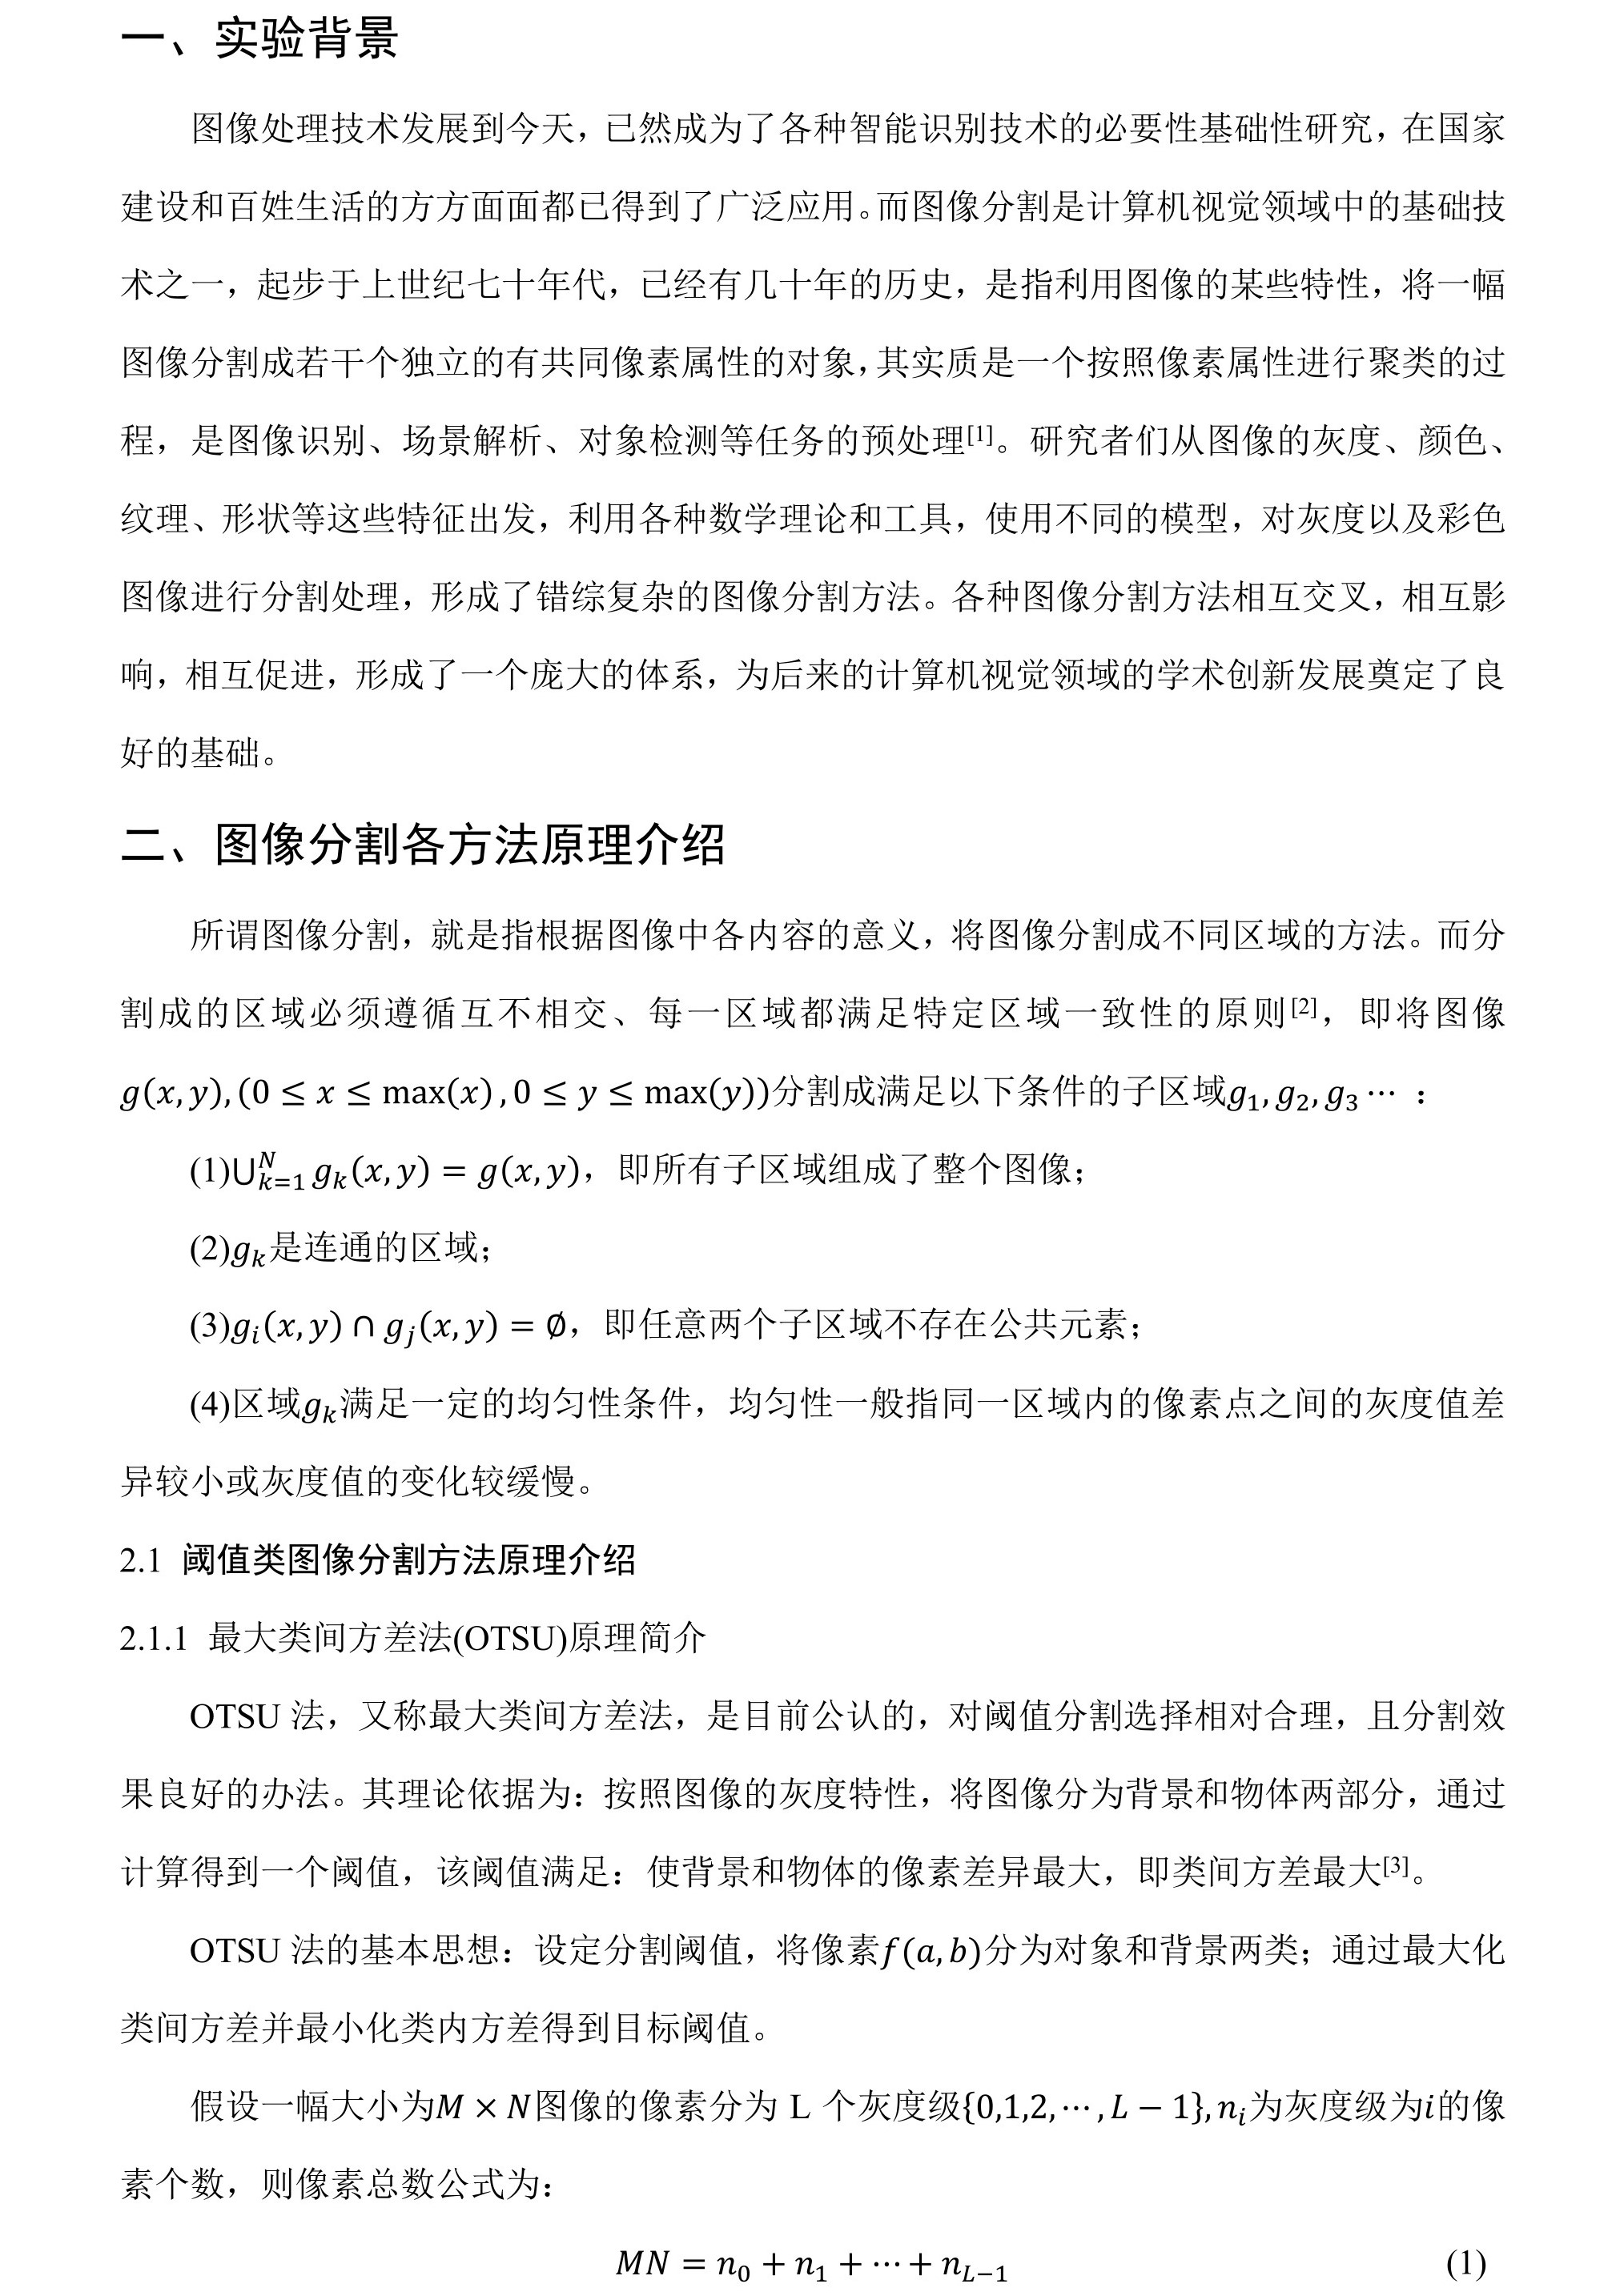 一、实验背景
图像处理技术发展到今天，已然成为了各种智能识别技术的必要性基础性研究，在国家
建设和百姓生活的方方面面都已得到了广泛应用。而图像分割是计算机视觉领域中的基础技
术之一，起步于上世纪七十年代，已经有几十年的历史，是指利用图像的某些特性，将一幅
图像分割成若干个独立的有共同像素属性的对象，其实质是一个按照像素属性进行聚类的过
程，是图像识别、场景解析、对象检测等任务的预处理[1]。研究者们从图像的灰度、颜色、
纹理、形状等这些特征出发，利用各种数学理论和工具，使用不同的模型，对灰度以及彩色
图像进行分割处理，形成了错综复杂的图像分割方法。各种图像分割方法相互交叉，相互影
响，相互促进，形成了一个庞大的体系，为后来的计算机视觉领域的学术创新发展奠定了良
好的基础。
二、图像分割各方法原理介绍
所谓图像分割，就是指根据图像中各内容的意义，将图像分割成不同区域的方法。而分
割成的区域必须遵循互不相交、每一区域都满足特定区域一致性的原则[2]，即将图像
g(x,y),(0 ≤ x ≤ max(x),0 ≤ y ≤ max(y))分割成满足以下条件的子区域g₁,g₂,g₃⋯：
(1)⋃_{k=1}^{N} g_k(x,y) = g(x,y)，即所有子区域组成了整个图像；
(2)g_k是连通的区域；
(3)g_i(x,y) ∩ g_j(x,y) = ∅，即任意两个子区域不存在公共元素；
(4)区域g_k满足一定的均匀性条件，均匀性一般指同一区域内的像素点之间的灰度值差
异较小或灰度值的变化较缓慢。
2.1 阈值类图像分割方法原理介绍
2.1.1 最大类间方差法(OTSU)原理简介
OTSU 法，又称最大类间方差法，是目前公认的，对阈值分割选择相对合理，且分割效
果良好的办法。其理论依据为：按照图像的灰度特性，将图像分为背景和物体两部分，通过
计算得到一个阈值，该阈值满足：使背景和物体的像素差异最大，即类间方差最大[3]。
OTSU 法的基本思想：设定分割阈值，将像素f(a,b)分为对象和背景两类；通过最大化
类间方差并最小化类内方差得到目标阈值。
假设一幅大小为M × N图像的像素分为 L 个灰度级{0,1,2,⋯,L − 1},n_i为灰度级为i的像
素个数，则像素总数公式为：
MN = n₀ + n₁ + ⋯ + n_{L−1} (1)